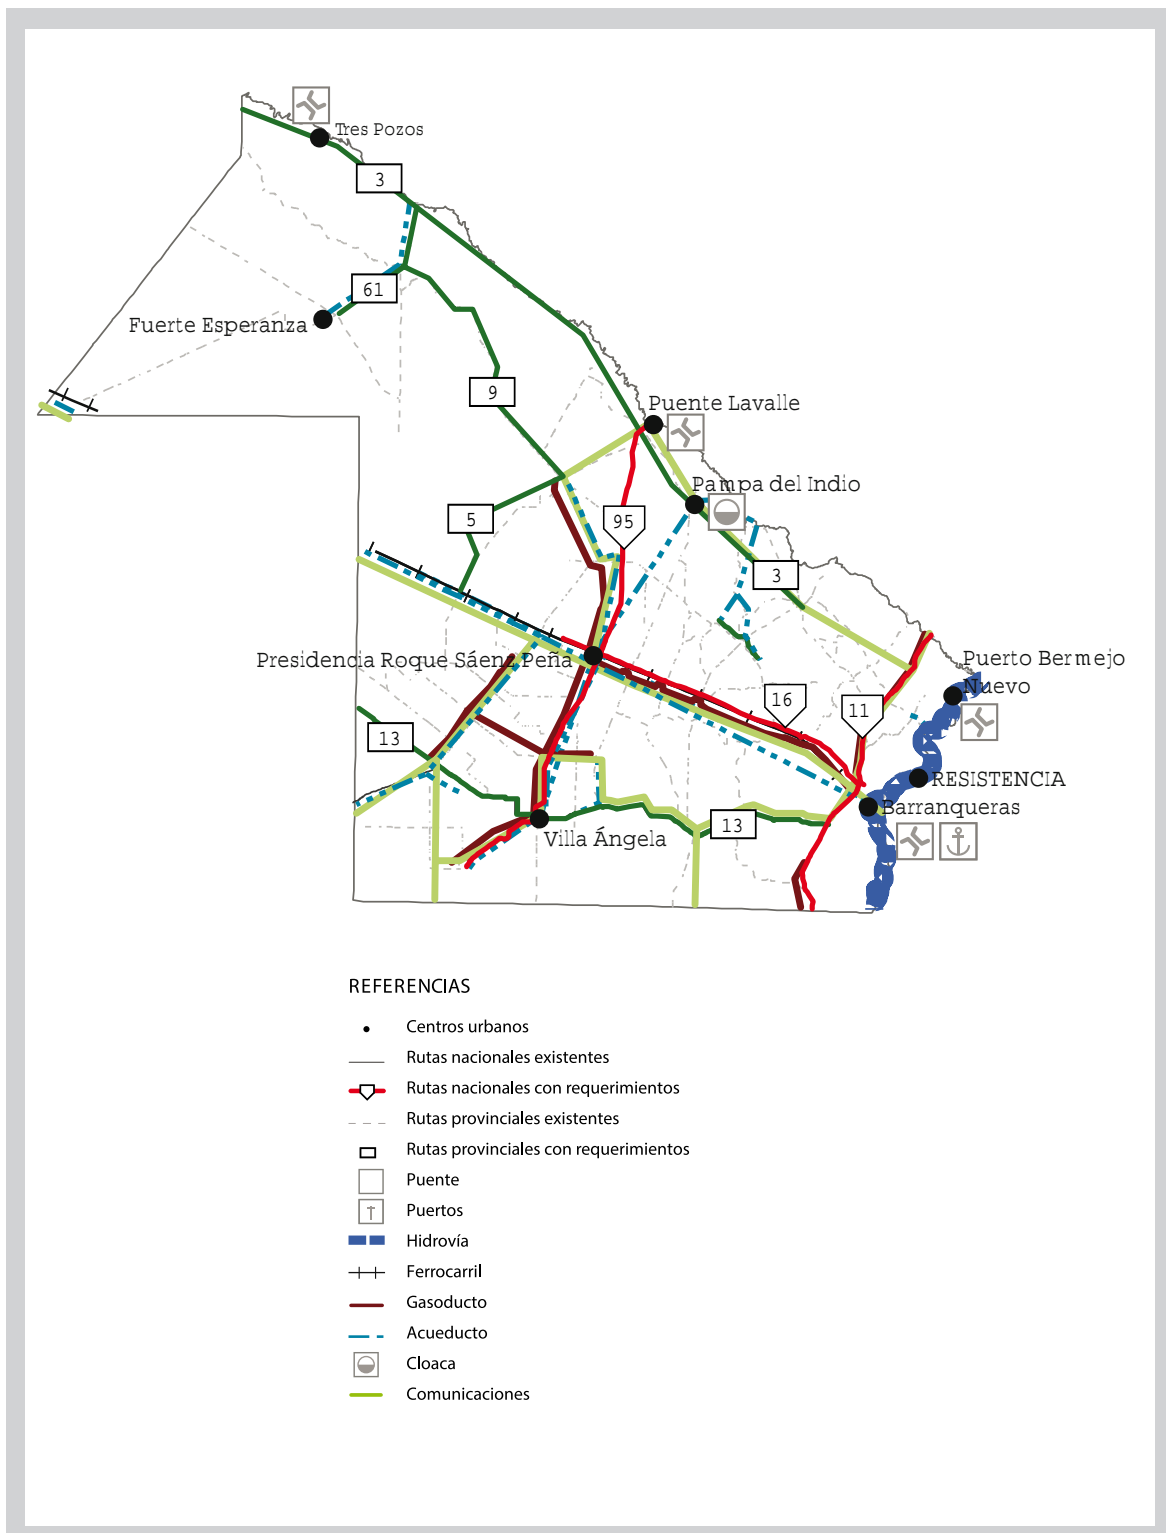 Tres Pozos
3
61
Fuerte Esperanza
9
Puente Lavalle
Pampa del Indio
5
95
3
Presidencia Roque Sáenz Peña
Puerto Bermejo
Nuevo
16
11
13
RESISTENCIA
Barranqueras
13
Villa Ángela
REFERENCIAS
Centros urbanos
Rutas nacionales existentes
Rutas nacionales con requerimientos
Rutas provinciales existentes
Rutas provinciales con requerimientos
Puente
Puertos
Hidrovía
Ferrocarril
Gasoducto
Acueducto
Cloaca
Comunicaciones